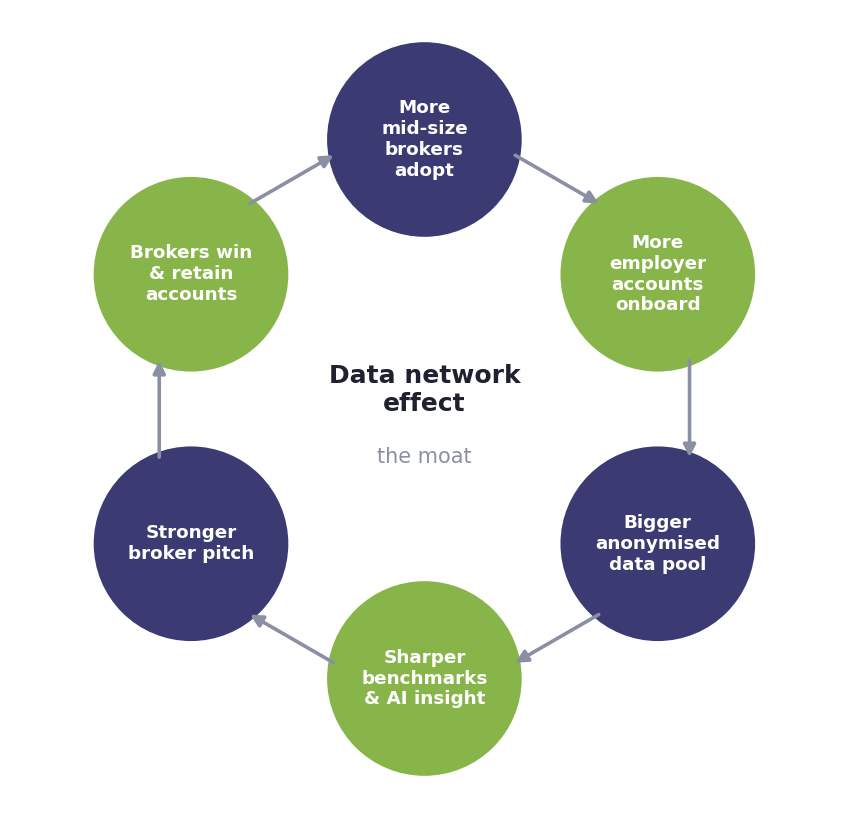 More
mid-size
brokers
adopt
More
employer
accounts
onboard
Bigger
anonymised
data pool
Sharper
benchmarks
& AI insight
Stronger
broker pitch
Brokers win
& retain
accounts
Data network
effect
the moat